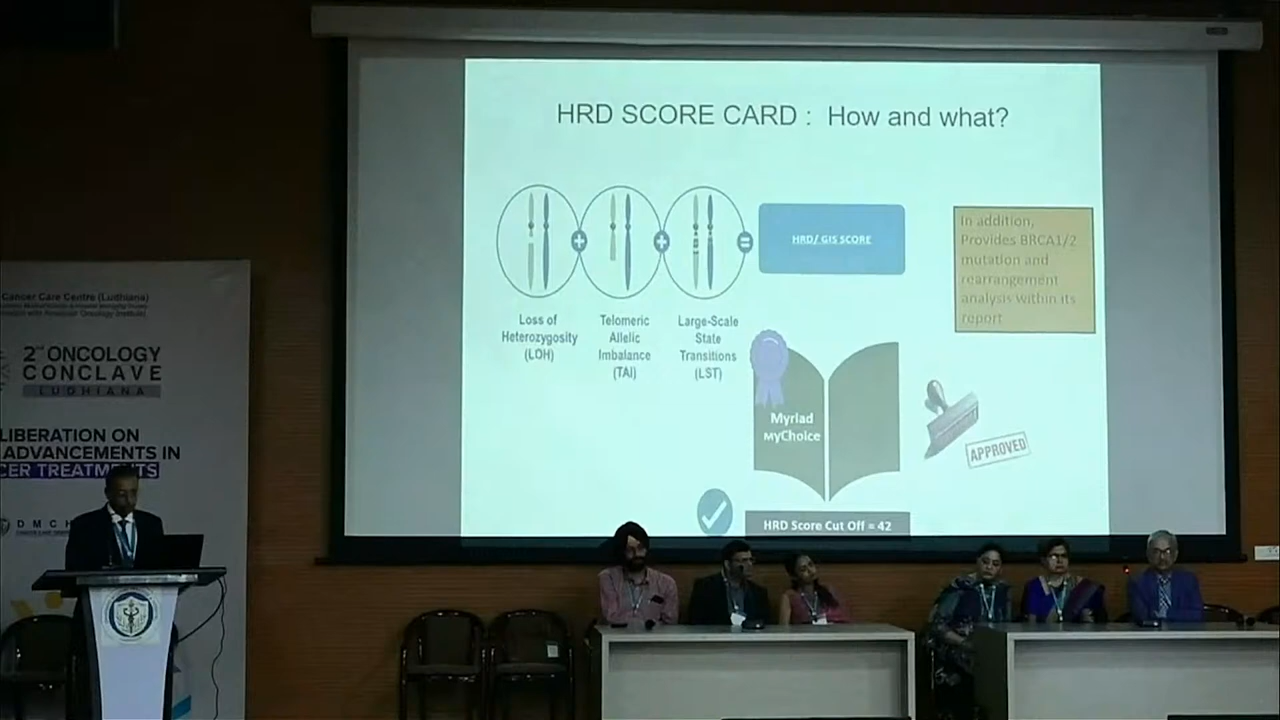 HRD SCORE CARD : How and what?
HRD/ GIS SCORE
In addition,
Provides BRCA1/2
mutation and
rearrangement
analysis within its
report
Loss of
Heterozygosity
(LOH)
Telomeric
Allelic
Imbalance
(TAI)
Large-Scale
State
Transitions
(LST)
Myriad
MyChoice
APPROVED
HRD Score Cut Off = 42
Cancer Care Centre (Ludhiana)
2nd ONCOLOGY
CONCLAVE
LUDHIANA
LIBERATION ON
ADVANCEMENTS IN
CER TREATMENTS
DMCH